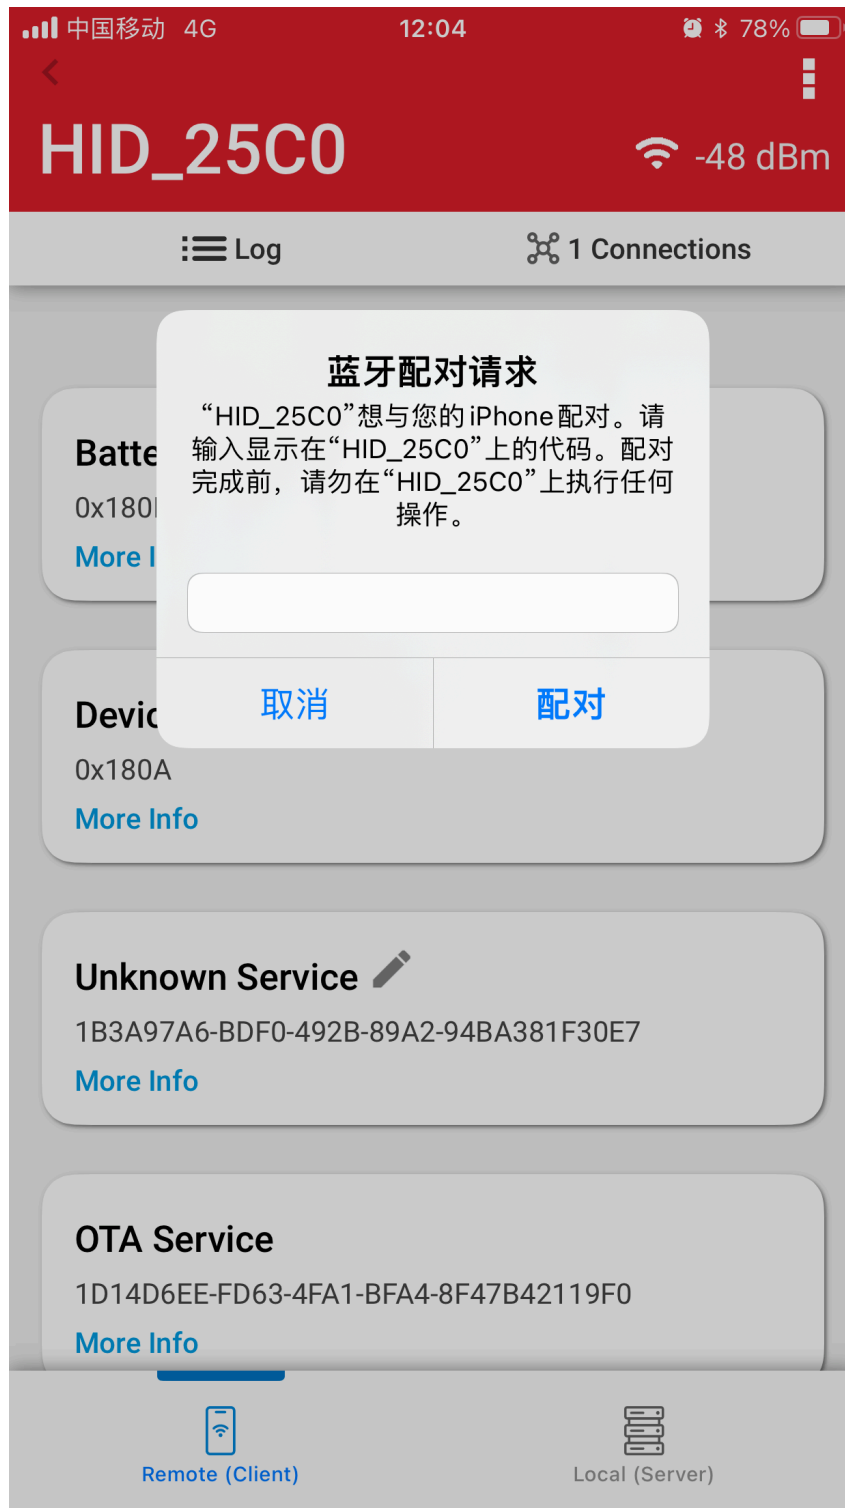 中国移动 4G 12:04 78%
HID_25C0 -48 dBm
Log 1 Connections
蓝牙配对请求
“HID_25C0”想与您的iPhone配对。请
输入显示在“HID_25C0”上的代码。配对
完成前，请勿在“HID_25C0”上执行任何
操作。
取消 配对
Batte
0x180
More I
Devic
0x180A
More Info
Unknown Service
1B3A97A6-BDF0-492B-89A2-94BA381F30E7
More Info
OTA Service
1D14D6EE-FD63-4FA1-BFA4-8F47B42119F0
More Info
Remote (Client) Local (Server)